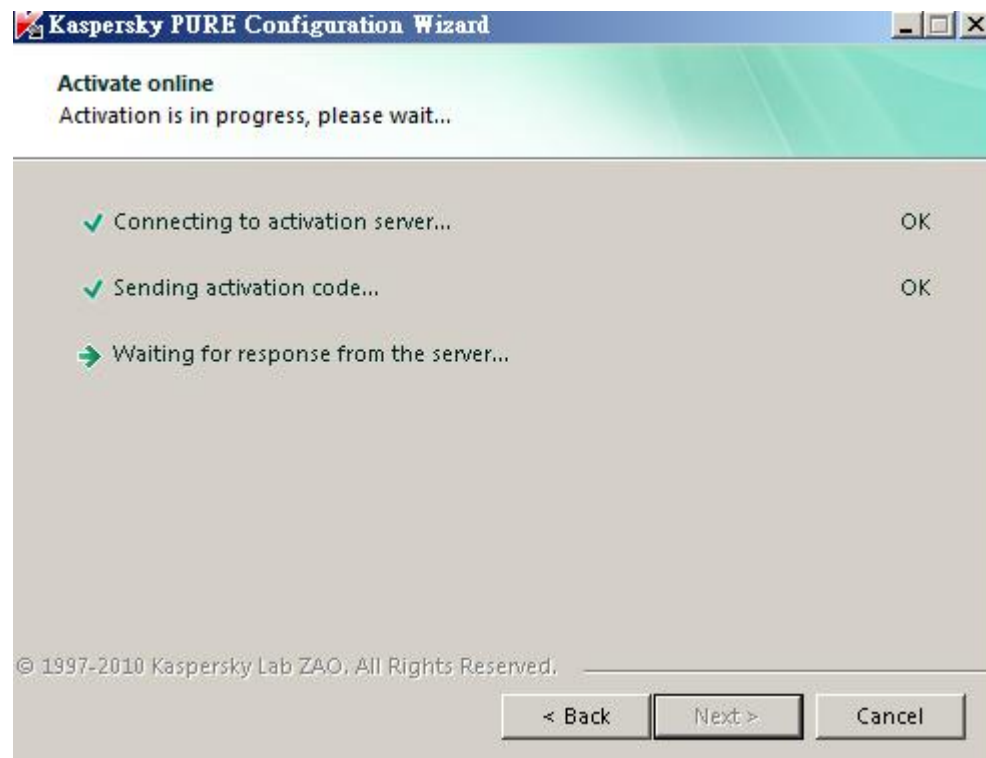 Kaspersky PURE Configuration Wizard
Activate online
Activation is in progress, please wait...
Connecting to activation server... OK
Sending activation code... OK
Waiting for response from the server...
© 1997-2010 Kaspersky Lab ZAO. All Rights Reserved.
< Back Next > Cancel